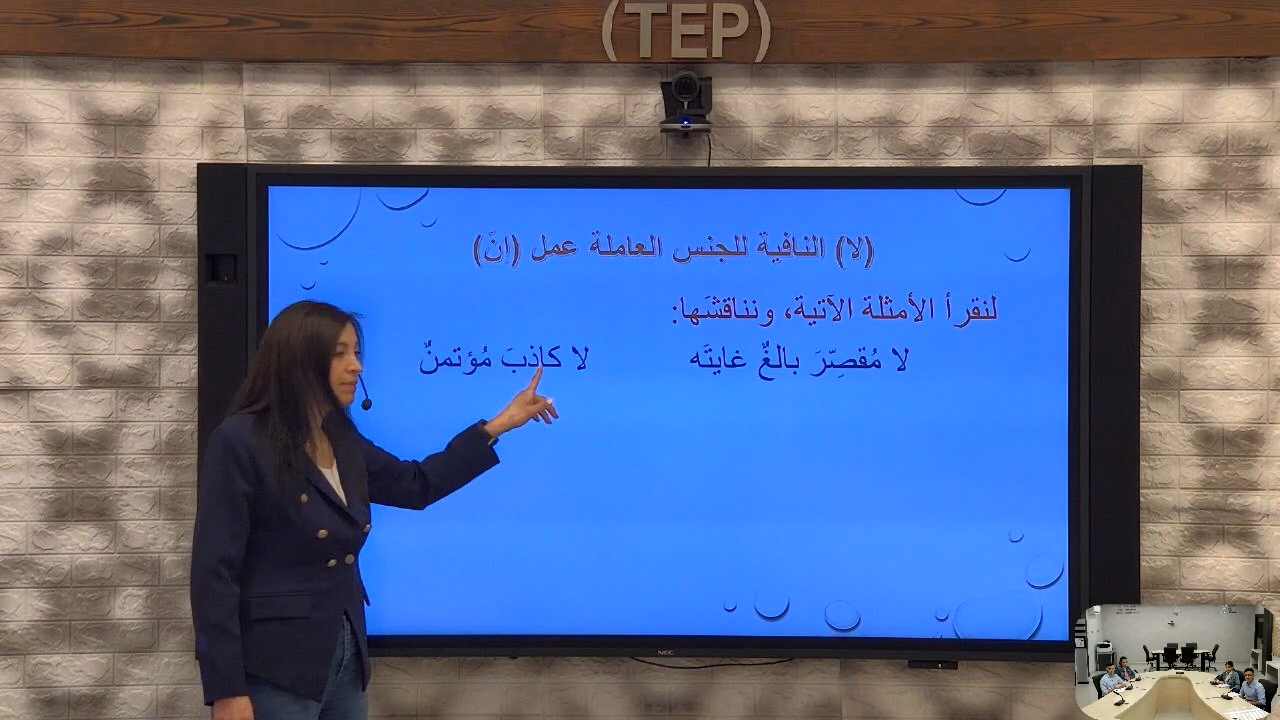 (TEP)
(لا) النافية للجنس العاملة عمل (إنّ)
لنقرأ الأمثلة الآتية، ونناقشَها:
لا مُقصِّرَ بالغٌ غايتَه لا كاذبَ مُؤتمنٌ
NEC